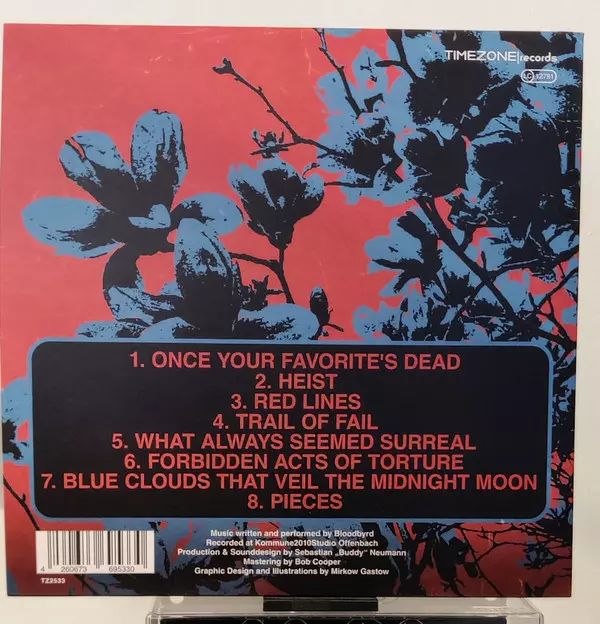 TIMEZONE|records
LC 12791
1. ONCE YOUR FAVORITE'S DEAD
2. HEIST
3. RED LINES
4. TRAIL OF FAIL
5. WHAT ALWAYS SEEMED SURREAL
6. FORBIDDEN ACTS OF TORTURE
7. BLUE CLOUDS THAT VEIL THE MIDNIGHT MOON
8. PIECES
Music written and performed by Bloodbyrd
Recorded at Kommune2010Studio Offenbach
Production & Sounddesign by Sebastian „Buddy“ Neumann
Mastering by Bob Cooper
Graphic Design and Illustrations by Mirkow Gastow
4 260673 695330
TZ2533